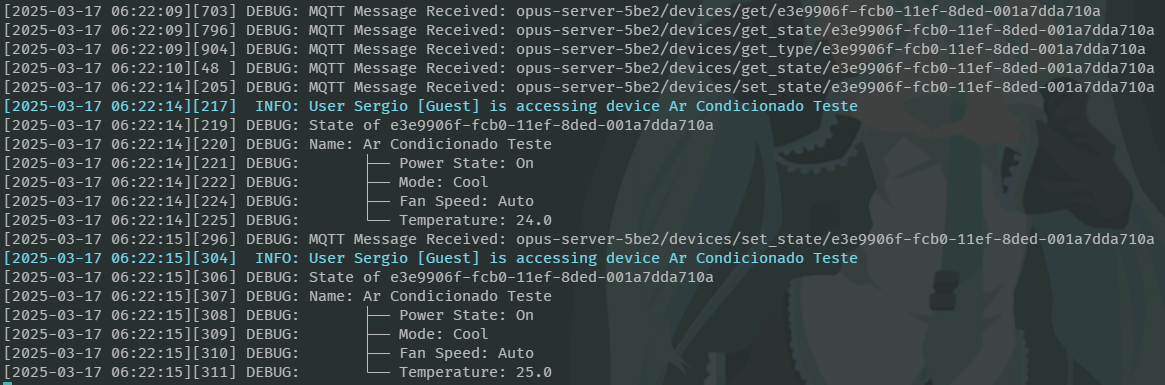 [2025-03-17 06:22:09][703] DEBUG: MQTT Message Received: opus-server-5be2/devices/get/e3e9906f-fcb0-11ef-8ded-001a7dda710a
[2025-03-17 06:22:09][796] DEBUG: MQTT Message Received: opus-server-5be2/devices/get_state/e3e9906f-fcb0-11ef-8ded-001a7dda710a
[2025-03-17 06:22:09][904] DEBUG: MQTT Message Received: opus-server-5be2/devices/get_type/e3e9906f-fcb0-11ef-8ded-001a7dda710a
[2025-03-17 06:22:10][48 ] DEBUG: MQTT Message Received: opus-server-5be2/devices/get_state/e3e9906f-fcb0-11ef-8ded-001a7dda710a
[2025-03-17 06:22:14][205] DEBUG: MQTT Message Received: opus-server-5be2/devices/set_state/e3e9906f-fcb0-11ef-8ded-001a7dda710a
[2025-03-17 06:22:14][217]  INFO: User Sergio [Guest] is accessing device Ar Condicionado Teste
[2025-03-17 06:22:14][219] DEBUG: State of e3e9906f-fcb0-11ef-8ded-001a7dda710a
[2025-03-17 06:22:14][220] DEBUG: Name: Ar Condicionado Teste
[2025-03-17 06:22:14][221] DEBUG:       ├── Power State: On
[2025-03-17 06:22:14][222] DEBUG:       ├── Mode: Cool
[2025-03-17 06:22:14][224] DEBUG:       ├── Fan Speed: Auto
[2025-03-17 06:22:14][225] DEBUG:       └── Temperature: 24.0
[2025-03-17 06:22:15][296] DEBUG: MQTT Message Received: opus-server-5be2/devices/set_state/e3e9906f-fcb0-11ef-8ded-001a7dda710a
[2025-03-17 06:22:15][304]  INFO: User Sergio [Guest] is accessing device Ar Condicionado Teste
[2025-03-17 06:22:15][306] DEBUG: State of e3e9906f-fcb0-11ef-8ded-001a7dda710a
[2025-03-17 06:22:15][307] DEBUG: Name: Ar Condicionado Teste
[2025-03-17 06:22:15][308] DEBUG:       ├── Power State: On
[2025-03-17 06:22:15][309] DEBUG:       ├── Mode: Cool
[2025-03-17 06:22:15][310] DEBUG:       ├── Fan Speed: Auto
[2025-03-17 06:22:15][311] DEBUG:       └── Temperature: 25.0